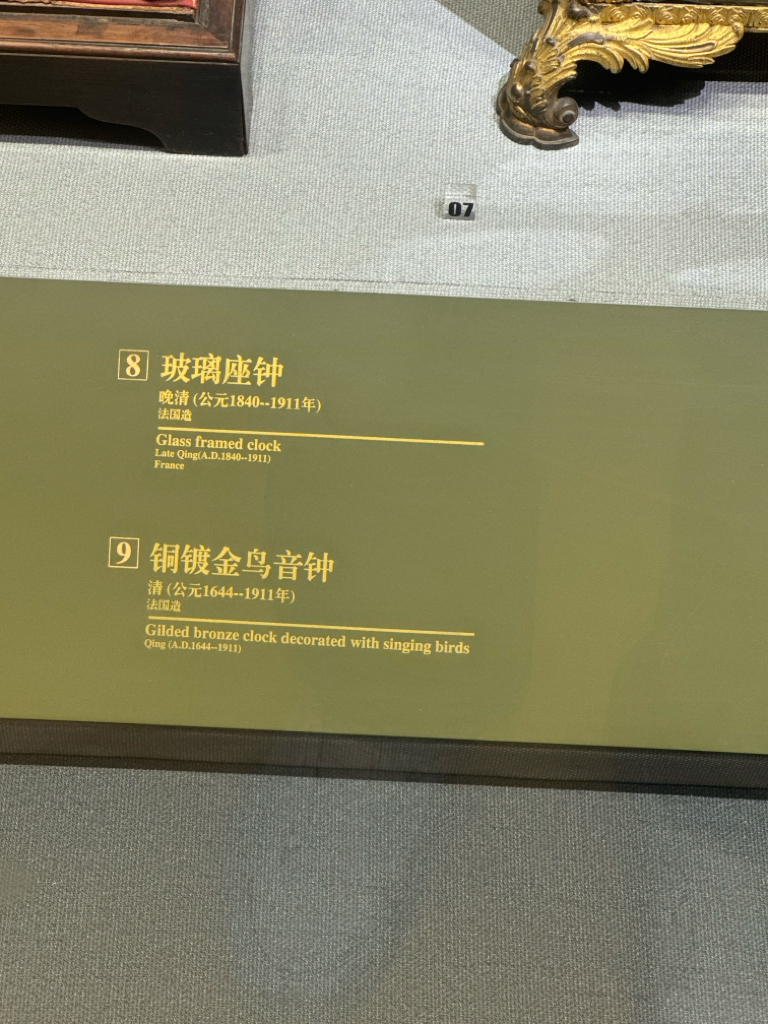 07
8 玻璃座钟
晚清 (公元1840--1911年)
法国造
Glass framed clock
Late Qing(A.D.1840--1911)
France
9 铜镀金鸟音钟
清 (公元1644--1911年)
法国造
Gilded bronze clock decorated with singing birds
Qing (A.D.1644--1911)